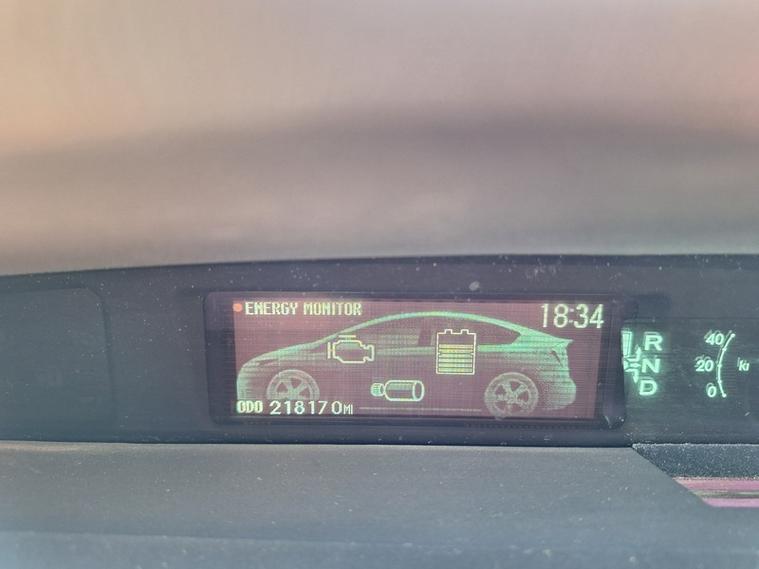 ENERGY MONITOR
18:34
ODO 218170MI
R
N
D
40
20
0